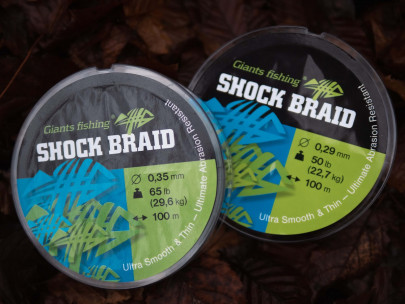 Giants fishing
SHOCK BRAID
0,35 mm
65 lb
(29,6 kg)
100 m
Ultra Smooth & Thin – Ultimate Abrasion Resistant
Giants fishing
SHOCK BRAID
0,29 mm
50 lb
(22,7 kg)
100 m
Ultra Smooth & Thin – Ultimate Abrasion Resistant